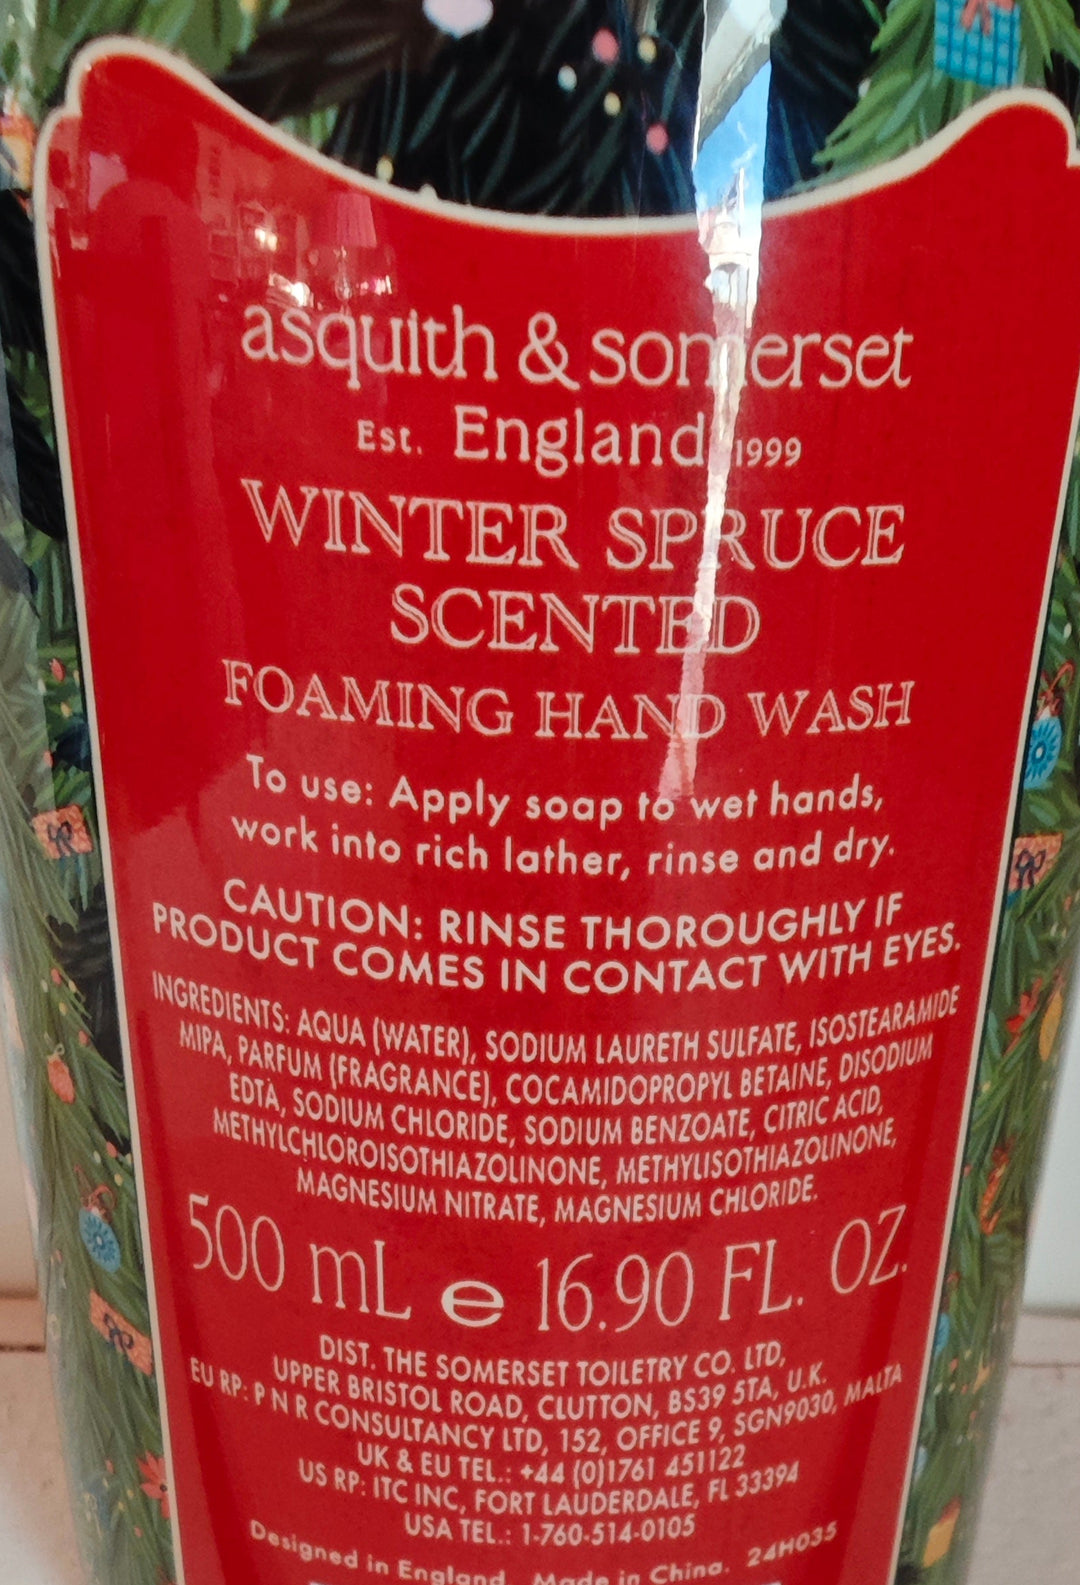 asquith & somerset
Est. England 1999
WINTER SPRUCE
SCENTED
FOAMING HAND WASH
To use: Apply soap to wet hands,
work into rich lather, rinse and dry.
CAUTION: RINSE THOROUGHLY IF
PRODUCT COMES IN CONTACT WITH EYES.
INGREDIENTS: AQUA (WATER), SODIUM LAURETH SULFATE, ISOSTEARAMIDE
MIPA, PARFUM (FRAGRANCE), COCAMIDOPROPYL BETAINE, DISODIUM
EDTA, SODIUM CHLORIDE, SODIUM BENZOATE, CITRIC ACID,
METHYLCHLOROISOTHIAZOLINONE, METHYLISOTHIAZOLINONE,
MAGNESIUM NITRATE, MAGNESIUM CHLORIDE.
500 mL e 16.90 FL. OZ.
DIST. THE SOMERSET TOILETRY CO. LTD,
UPPER BRISTOL ROAD, CLUTTON, BS39 5TA, U.K.
EU RP: P N R CONSULTANCY LTD, 152, OFFICE 9, SGN9030, MALTA
UK & EU TEL.: +44 (0)1761 451122
US RP: ITC INC, FORT LAUDERDALE, FL 33394
USA TEL.: 1-760-514-0105
Designed in England. Made in China. 24H035